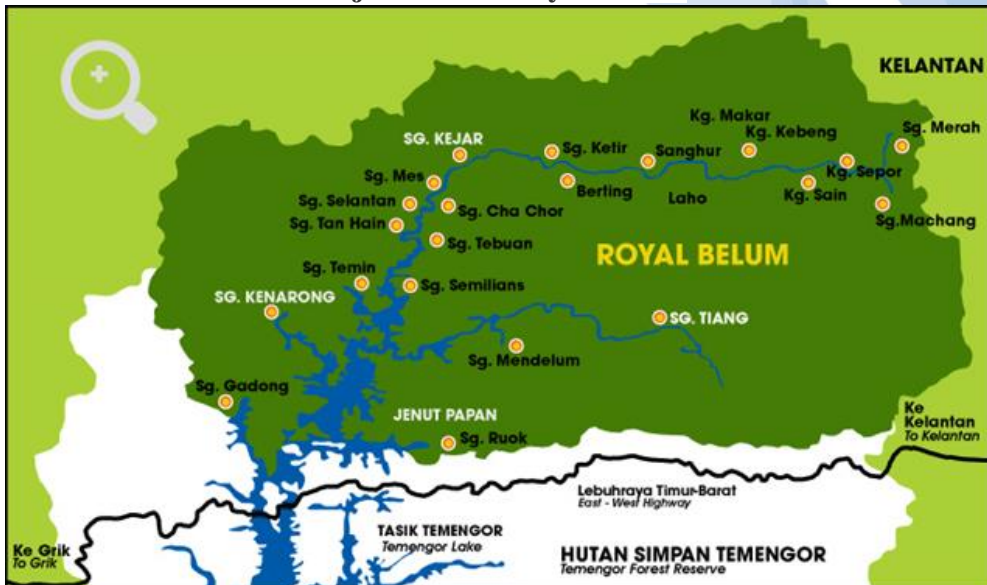 KELANTAN
Kg. Makar
Kg. Kebeng
Sg. Merah
SG. KEJAR
Sg. Ketir
Sanghur
Kg. Sepor
Sg. Mes
Berting
Laho
Kg. Sain
Sg. Selantan
Sg. Cha Chor
Sg.Machang
Sg. Tan Hain
Sg. Tebuan
ROYAL BELUM
Sg. Temin
Sg. Semilians
SG. KENARONG
SG. TIANG
Sg. Mendelum
Sg. Gadong
JENUT PAPAN
Sg. Ruok
Ke
Kelantan
To Kelantan
Lebuhraya Timur-Barat
East - West Highway
TASIK TEMENGOR
Temengor Lake
Ke Grik
To Grik
HUTAN SIMPAN TEMENGOR
Temengor Forest Reserve